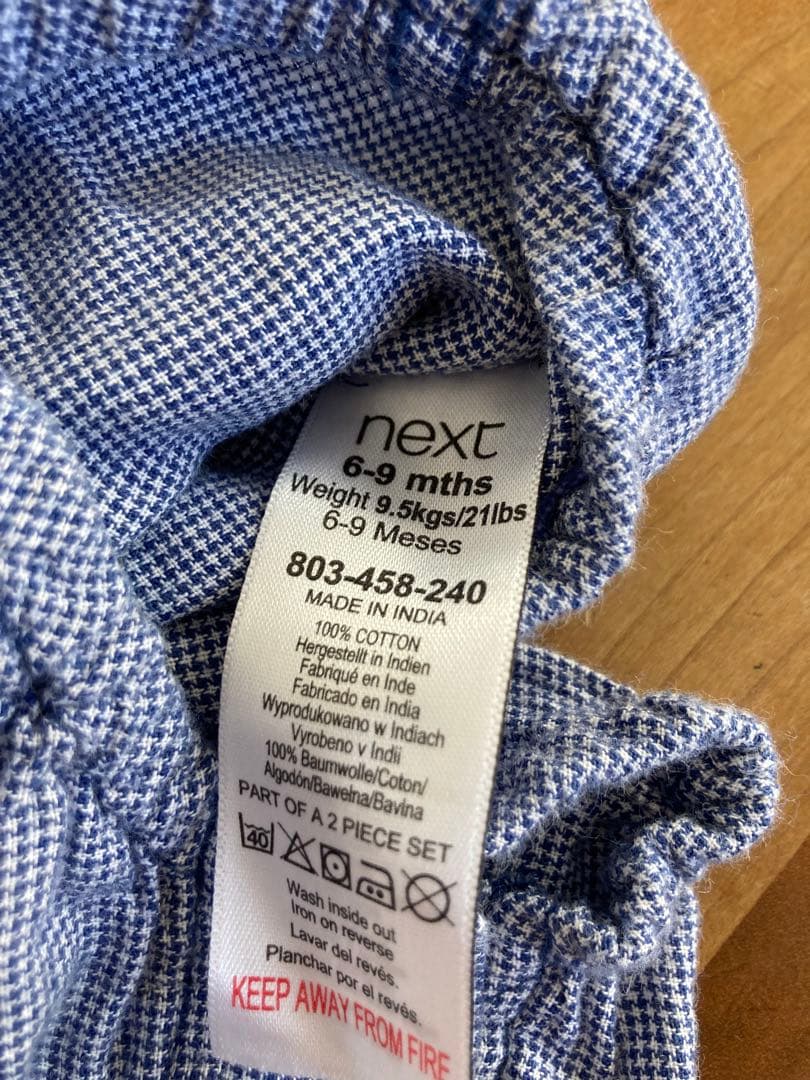 next
6-9 mths
Weight 9.5kgs/21lbs
6-9 Meses
803-458-240
MADE IN INDIA
100% COTTON
Hergestellt in Indien
Fabriqué en Inde
Fabricado en India
Wyprodukowano w Indiach
Vyrobeno v Indii
100% Baumwolle/Coton/
Algodón/Bawełna/Bavlna
PART OF A 2 PIECE SET
40
Wash inside out
Iron on reverse
Lavar del revés.
Planchar por el revés.
KEEP AWAY FROM FIRE